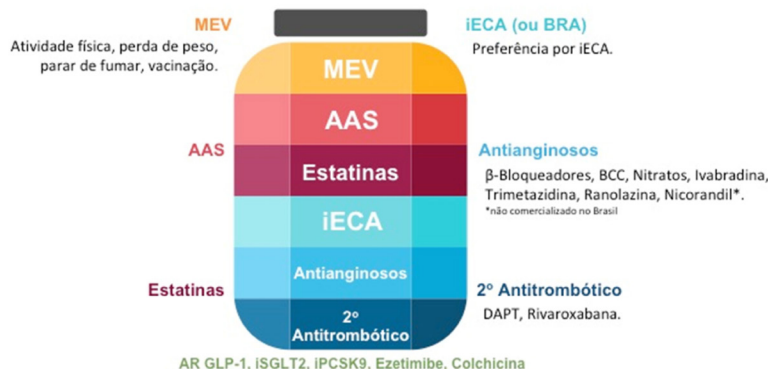 MEV
Atividade física, perda de peso,
parar de fumar, vacinação.
AAS
Estatinas
MEV
AAS
Estatinas
iECA
Antianginosos
2º
Antitrombótico
iECA (ou BRA)
Preferência por iECA.
Antianginosos
β-Bloqueadores, BCC, Nitratos, Ivabradina,
Trimetazidina, Ranolazina, Nicorandil*.
*não comercializado no Brasil
2º Antitrombótico
DAPT, Rivaroxabana.
AR GLP-1, iSGLT2, iPCSK9, Ezetimibe, Colchicina